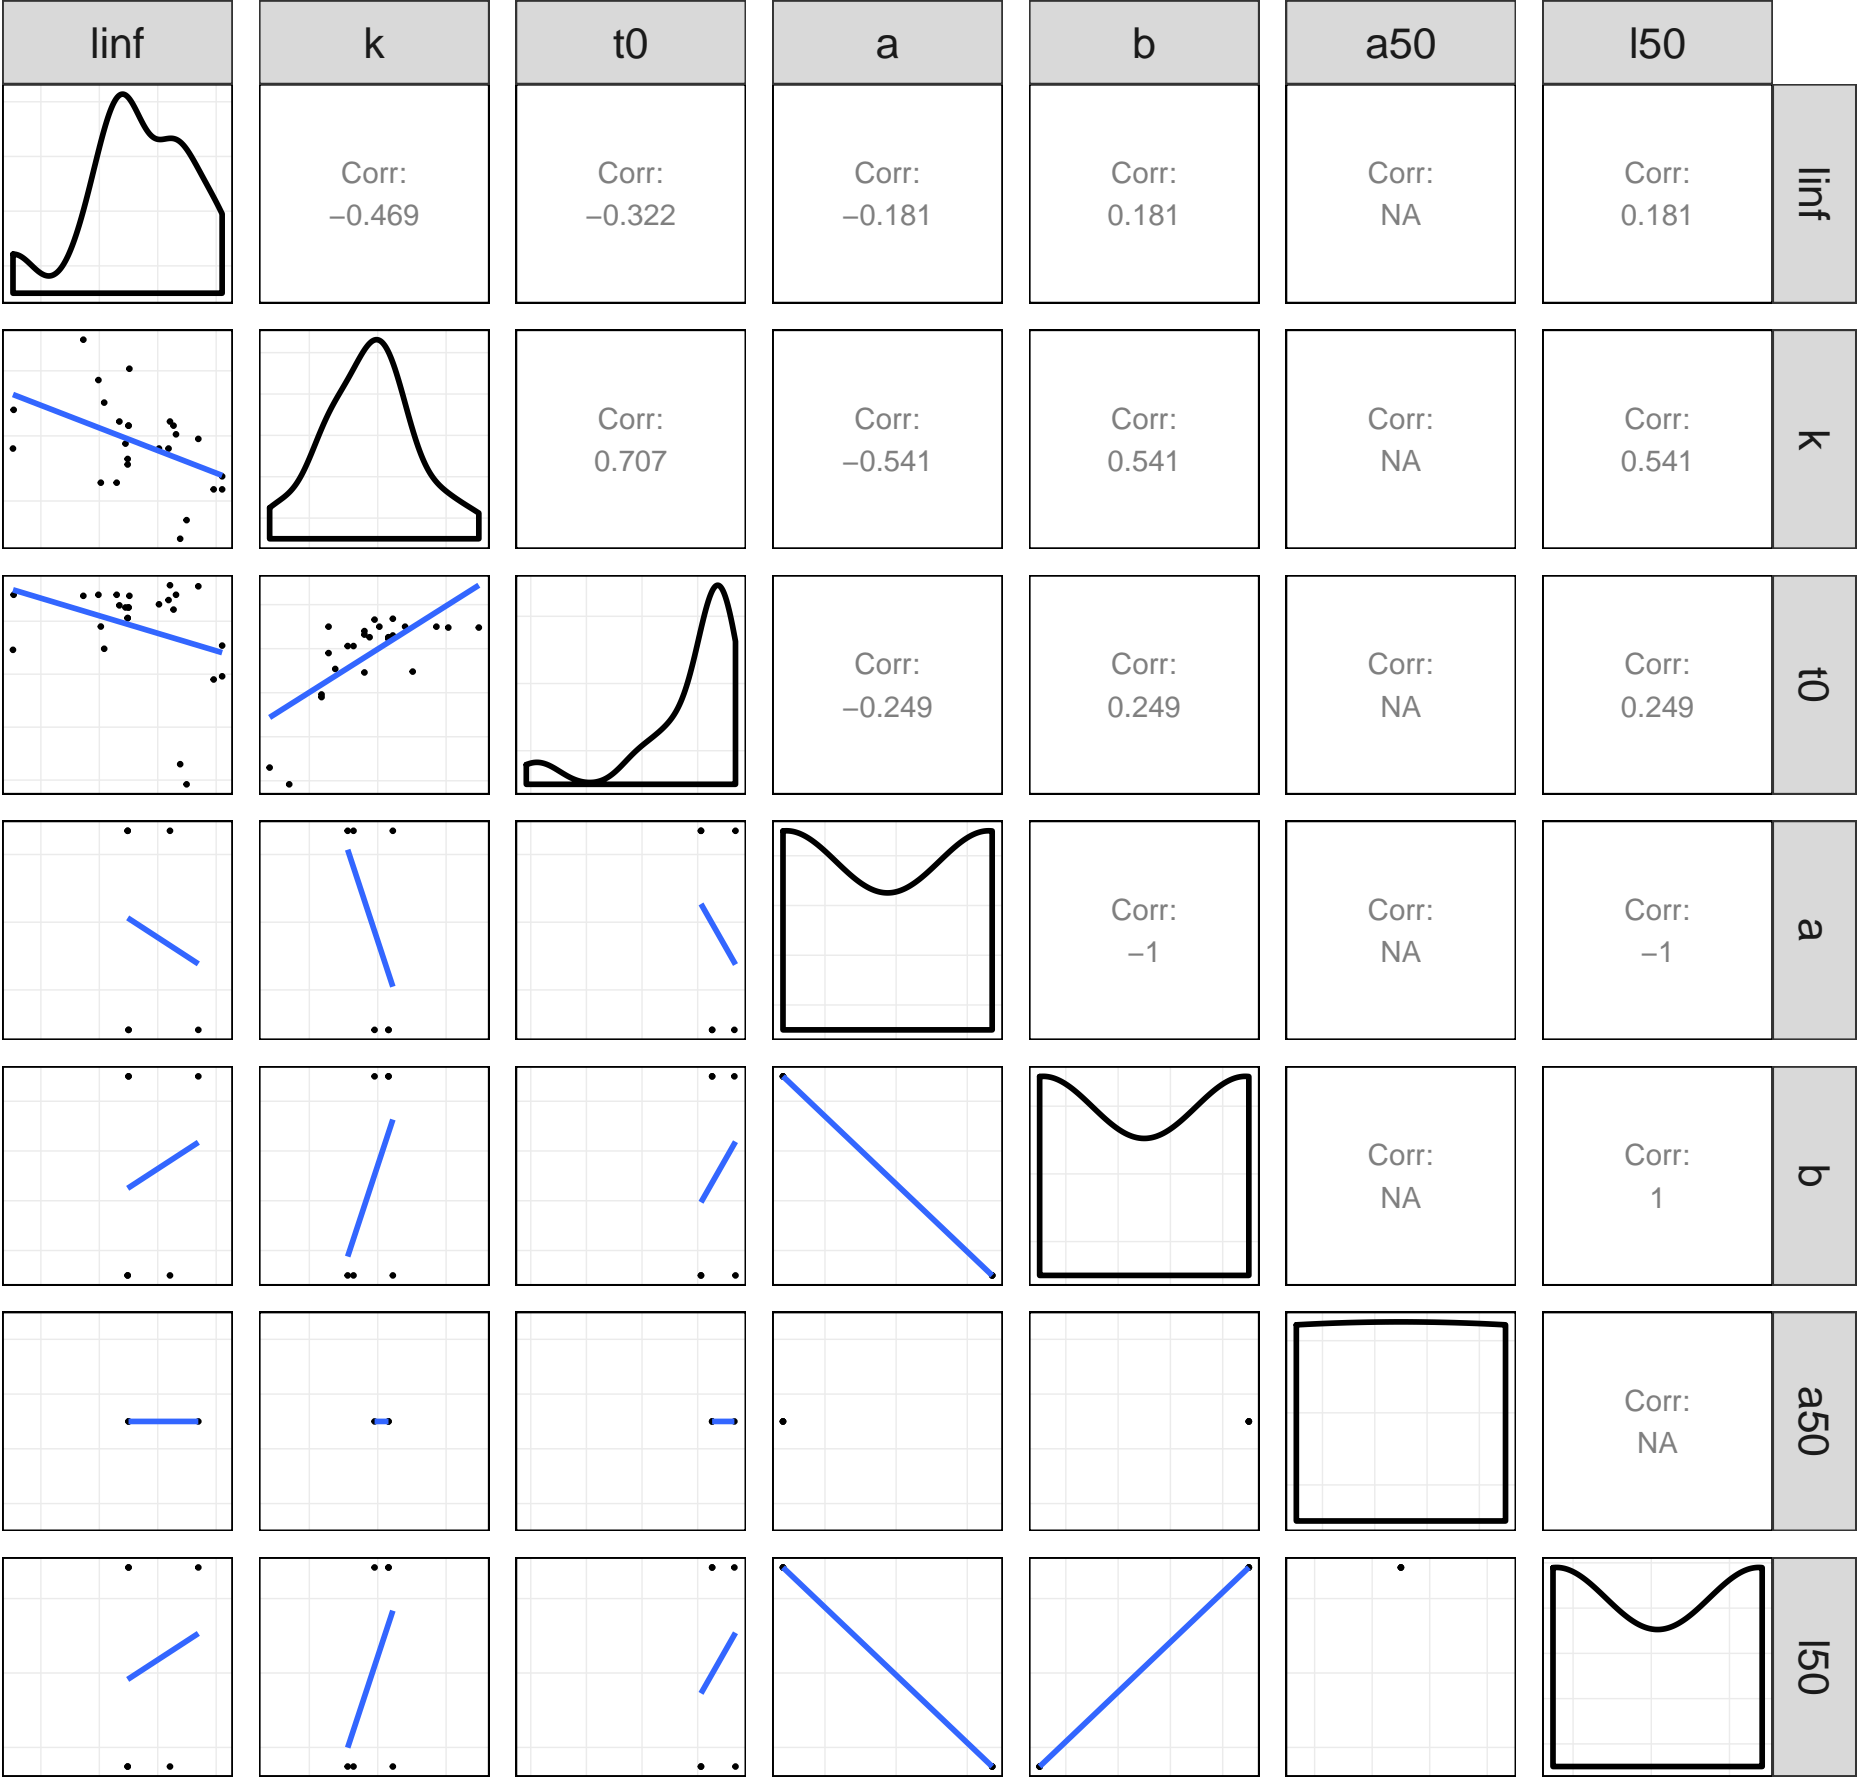 linf k t0 a b a50 l50
Corr: Corr: Corr: Corr: Corr: Corr:
−0.469 −0.322 −0.181 0.181 NA 0.181
linf
Corr: Corr: Corr: Corr: Corr:
0.707 −0.541 0.541 NA 0.541
k
Corr: Corr: Corr: Corr:
−0.249 0.249 NA 0.249
t0
Corr: Corr: Corr:
−1 NA −1
a
Corr: Corr:
NA 1
b
Corr:
NA
a50
l50